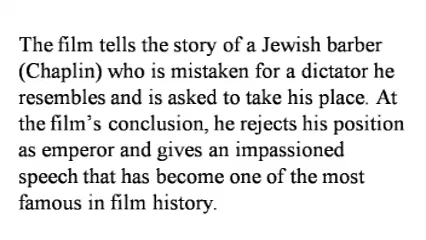 The film tells the story of a Jewish barber
(Chaplin) who is mistaken for a dictator he
resembles and is asked to take his place. At
the film’s conclusion, he rejects his position
as emperor and gives an impassioned
speech that has become one of the most
famous in film history.